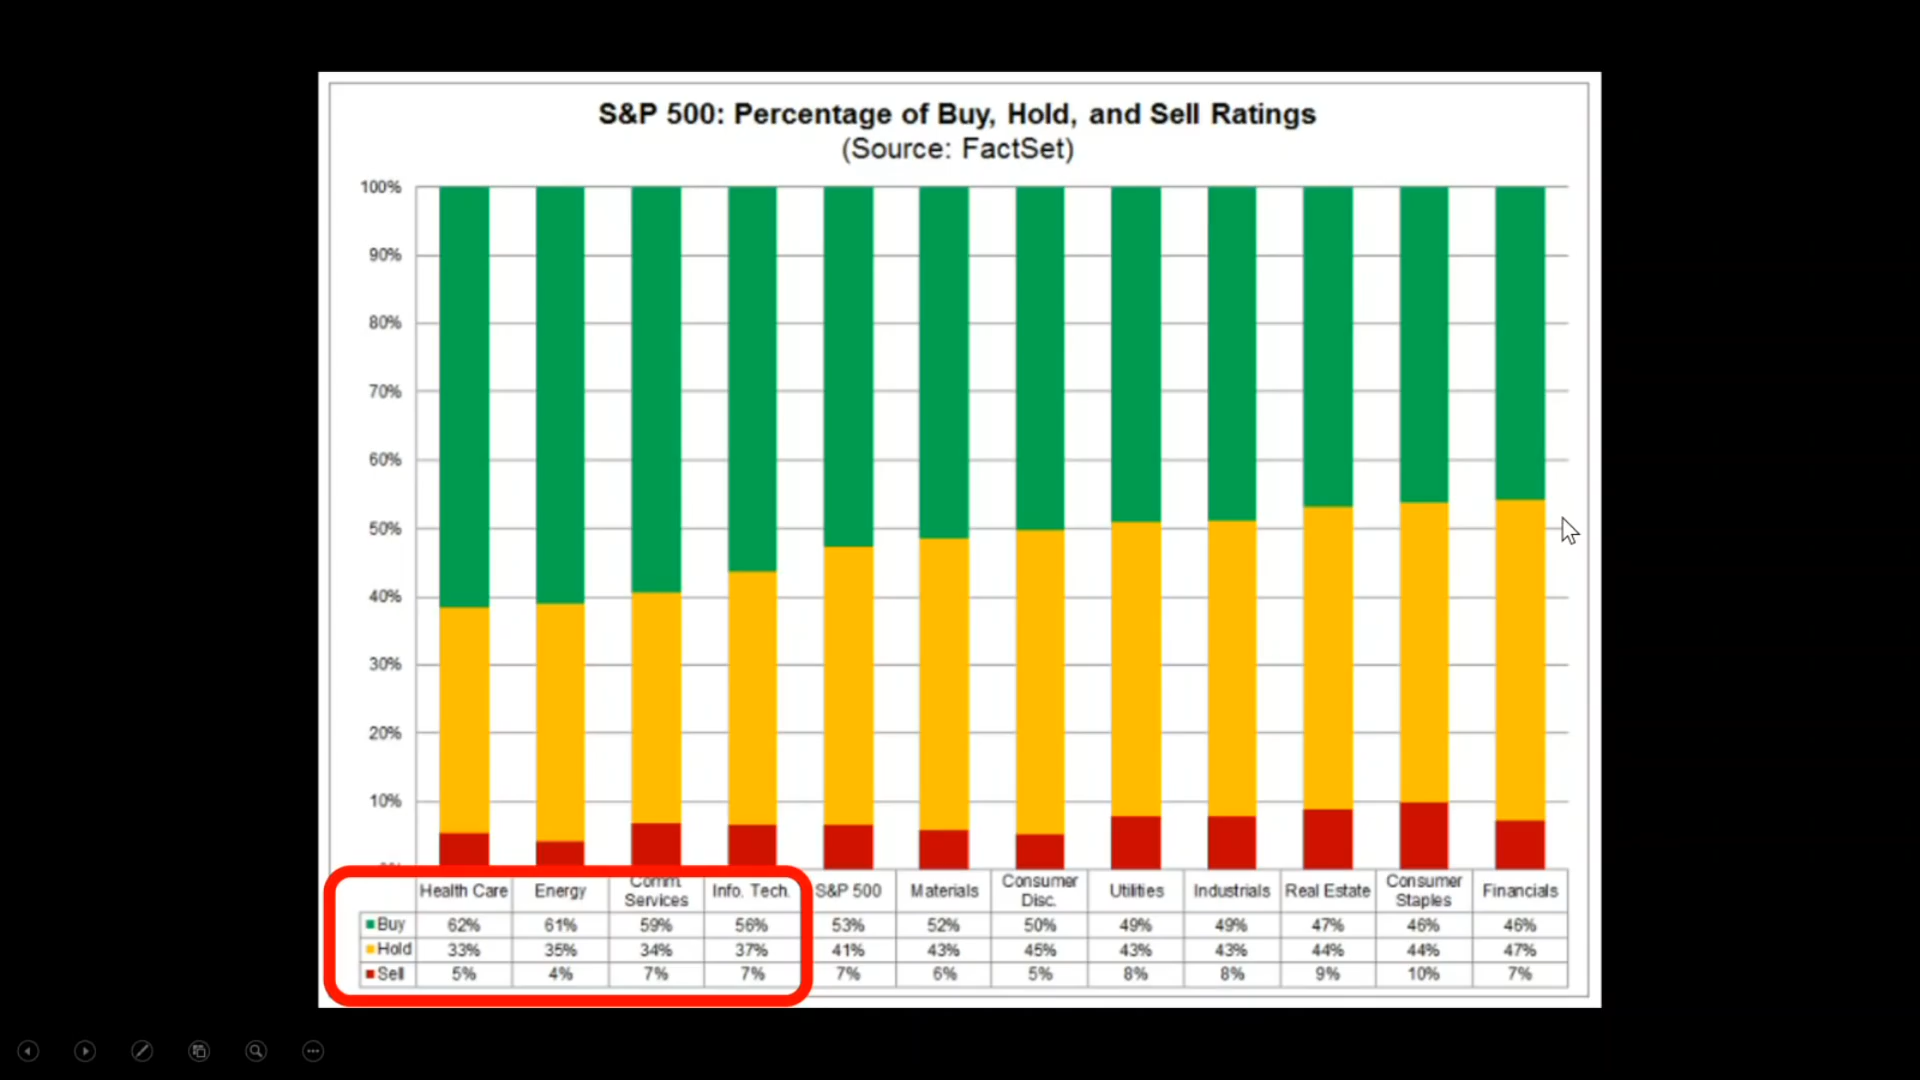 S&P 500: Percentage of Buy, Hold, and Sell Ratings
(Source: FactSet)
100%
90%
80%
70%
60%
50%
40%
30%
20%
10%
Health Care Energy Comm. Services Info. Tech. S&P 500 Materials Consumer Disc. Utilities Industrials Real Estate Consumer Staples Financials
Buy 62% 61% 59% 56% 53% 52% 50% 49% 49% 47% 46% 46%
Hold 33% 35% 34% 37% 41% 43% 45% 43% 43% 44% 44% 47%
Sell 5% 4% 7% 7% 7% 6% 5% 8% 8% 9% 10% 7%